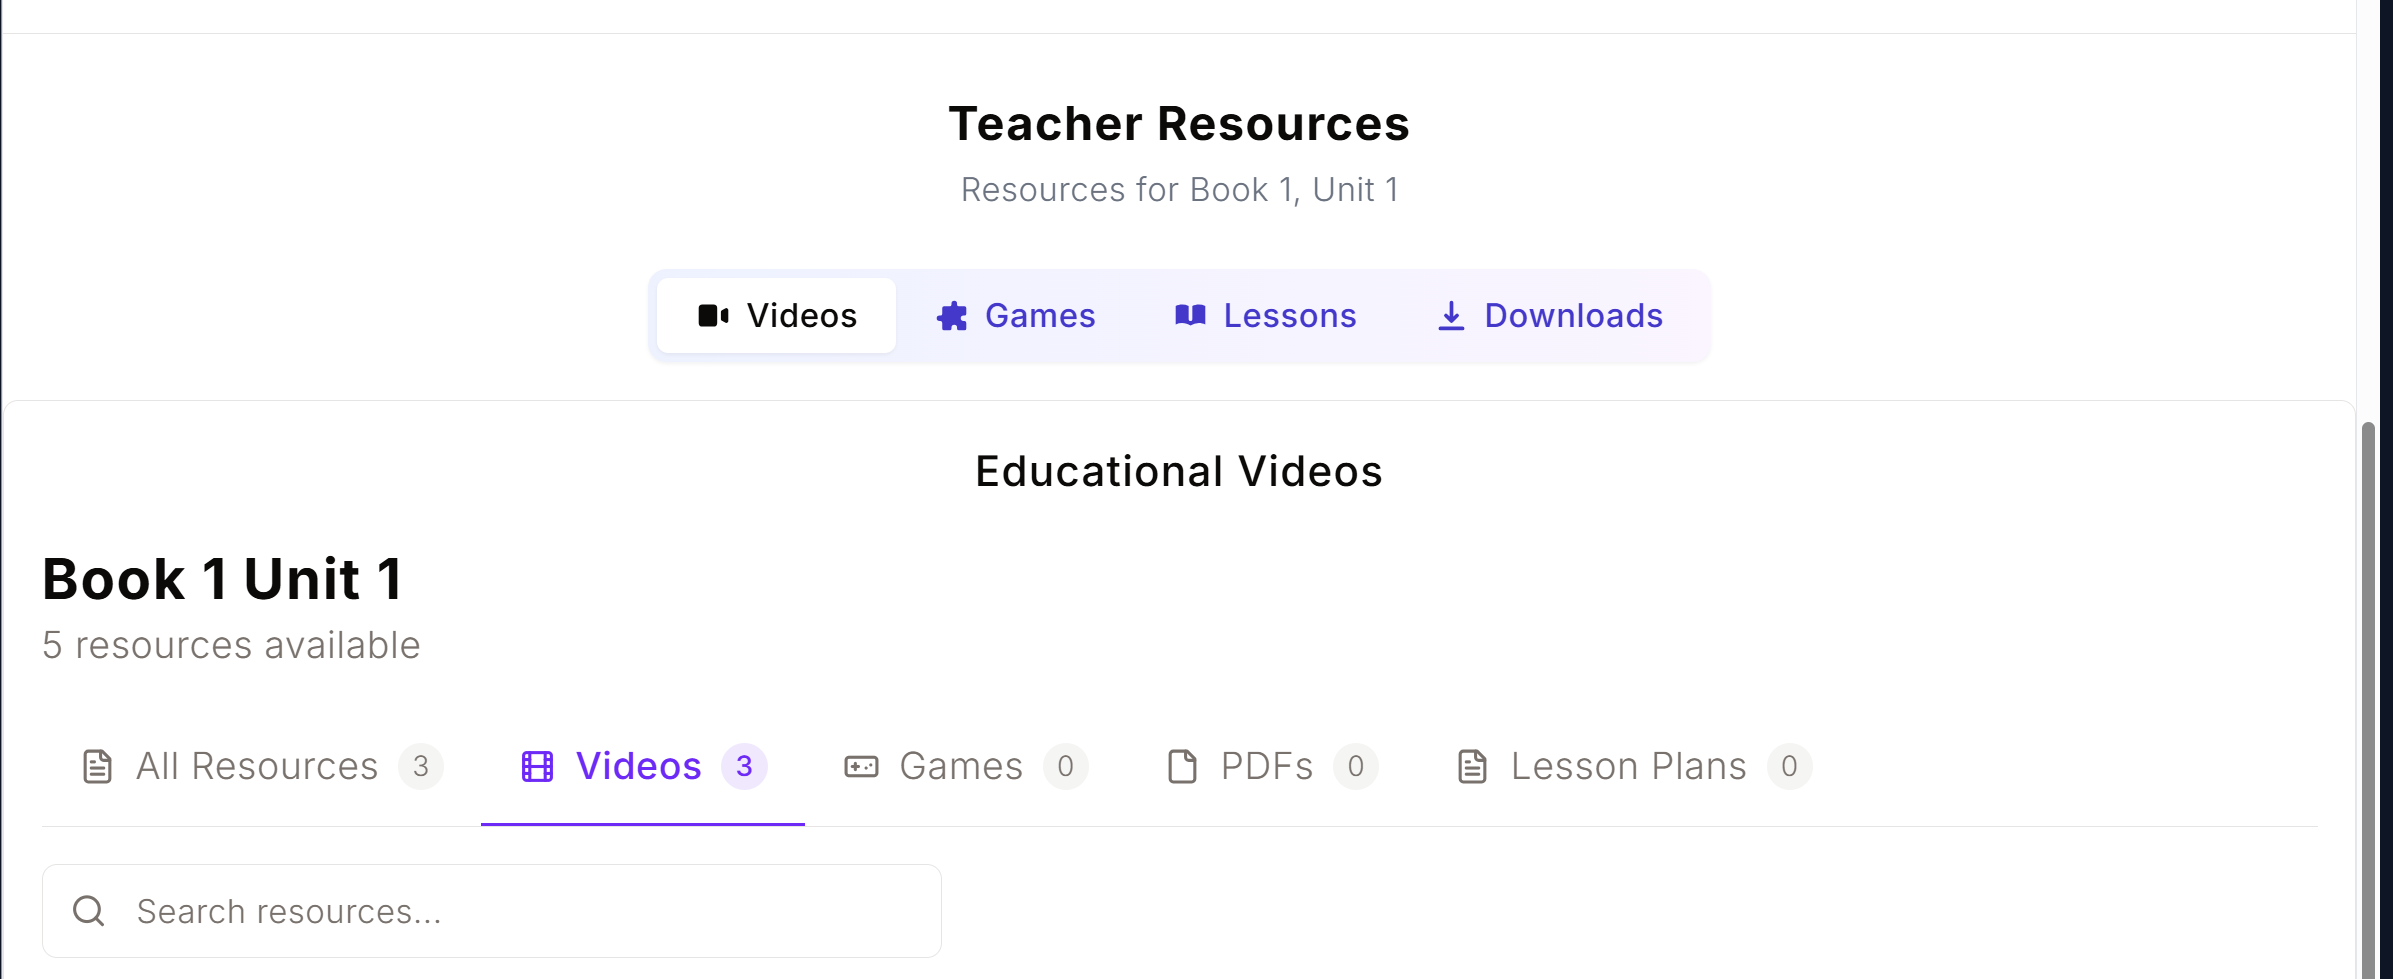 Teacher Resources
Resources for Book 1, Unit 1
Videos Games Lessons Downloads
Educational Videos
Book 1 Unit 1
5 resources available
All Resources 3 Videos 3 Games 0 PDFs 0 Lesson Plans 0
Search resources...